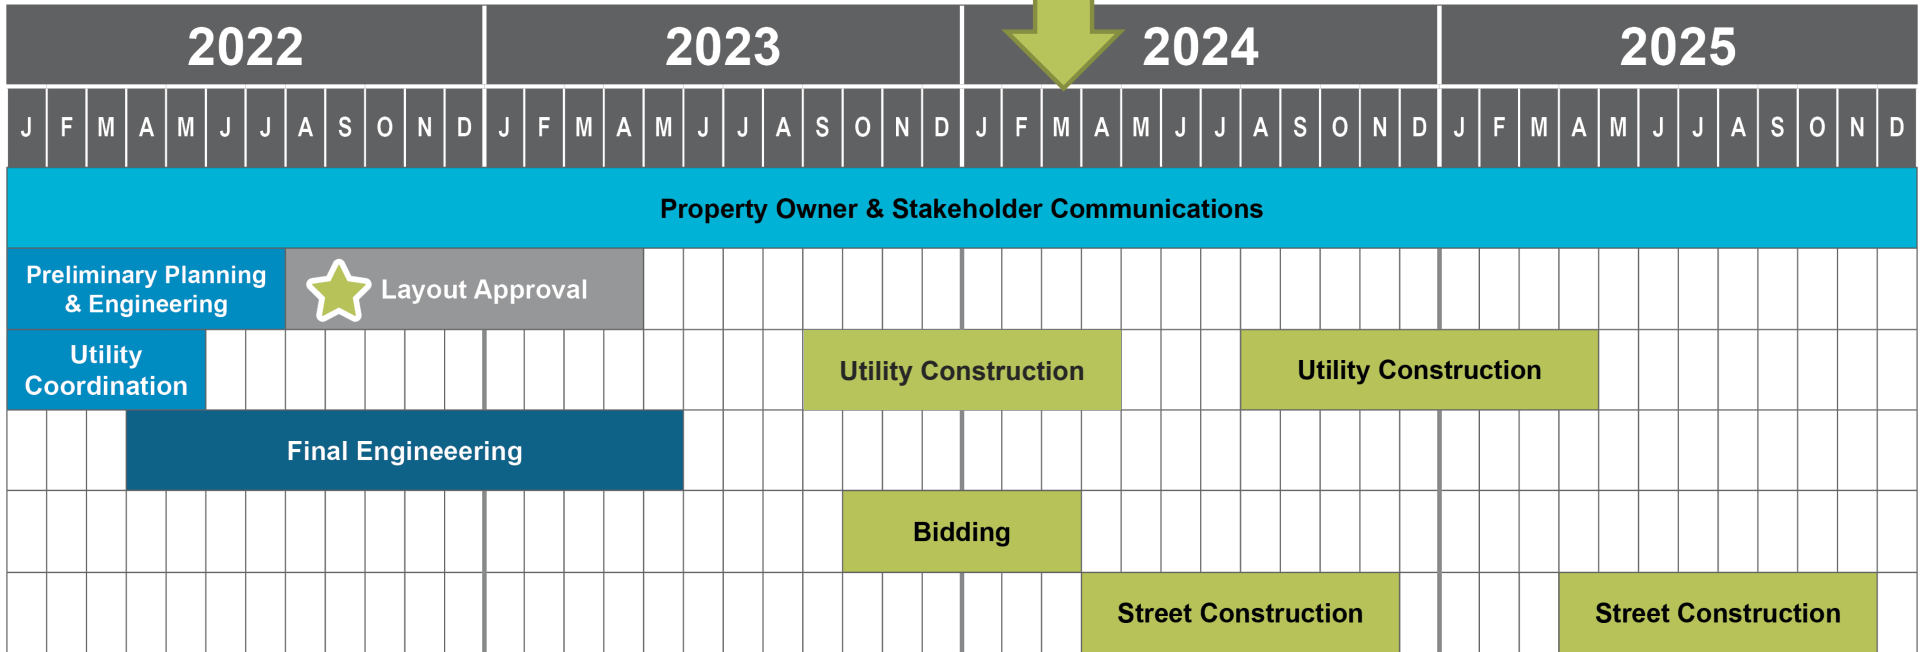 2022 2023 2024 2025
J F M A M J J A S O N D J F M A M J J A S O N D J F M A M J J A S O N D J F M A M J J A S O N D
Property Owner & Stakeholder Communications
Preliminary Planning
& Engineering
Layout Approval
Utility
Coordination
Utility Construction
Utility Construction
Final Engineeering
Bidding
Street Construction
Street Construction